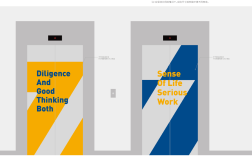 Diligence
And
Good
Thinking
Both
Sense
Of Life
Serious
Work